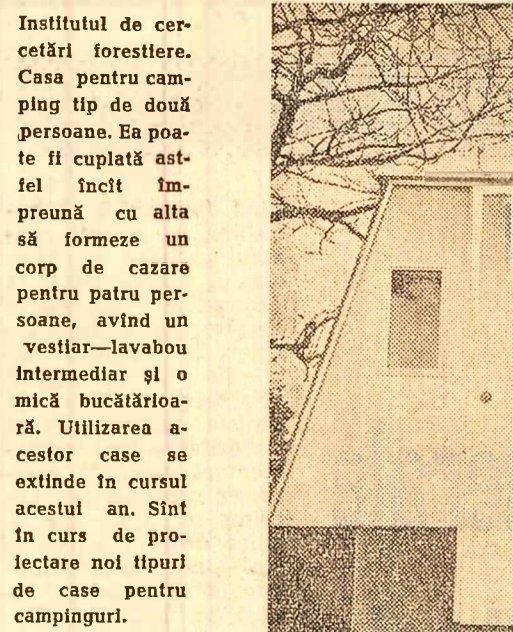 Institutul de cer-
cetări forestiere.
Casa pentru cam-
ping tip de două
persoane. Ea poa-
te fi cuplată ast-
fel încît îm-
preună cu alta
să formeze un
corp de cazare
pentru patru per-
soane, avînd un
vestiar—lavabou
intermediar și o
mică bucătărioa-
ră. Utilizarea a-
cestor case se
extinde în cursul
acestui an. Sînt
în curs de pro-
iectare noi tipuri
de case pentru
campinguri.